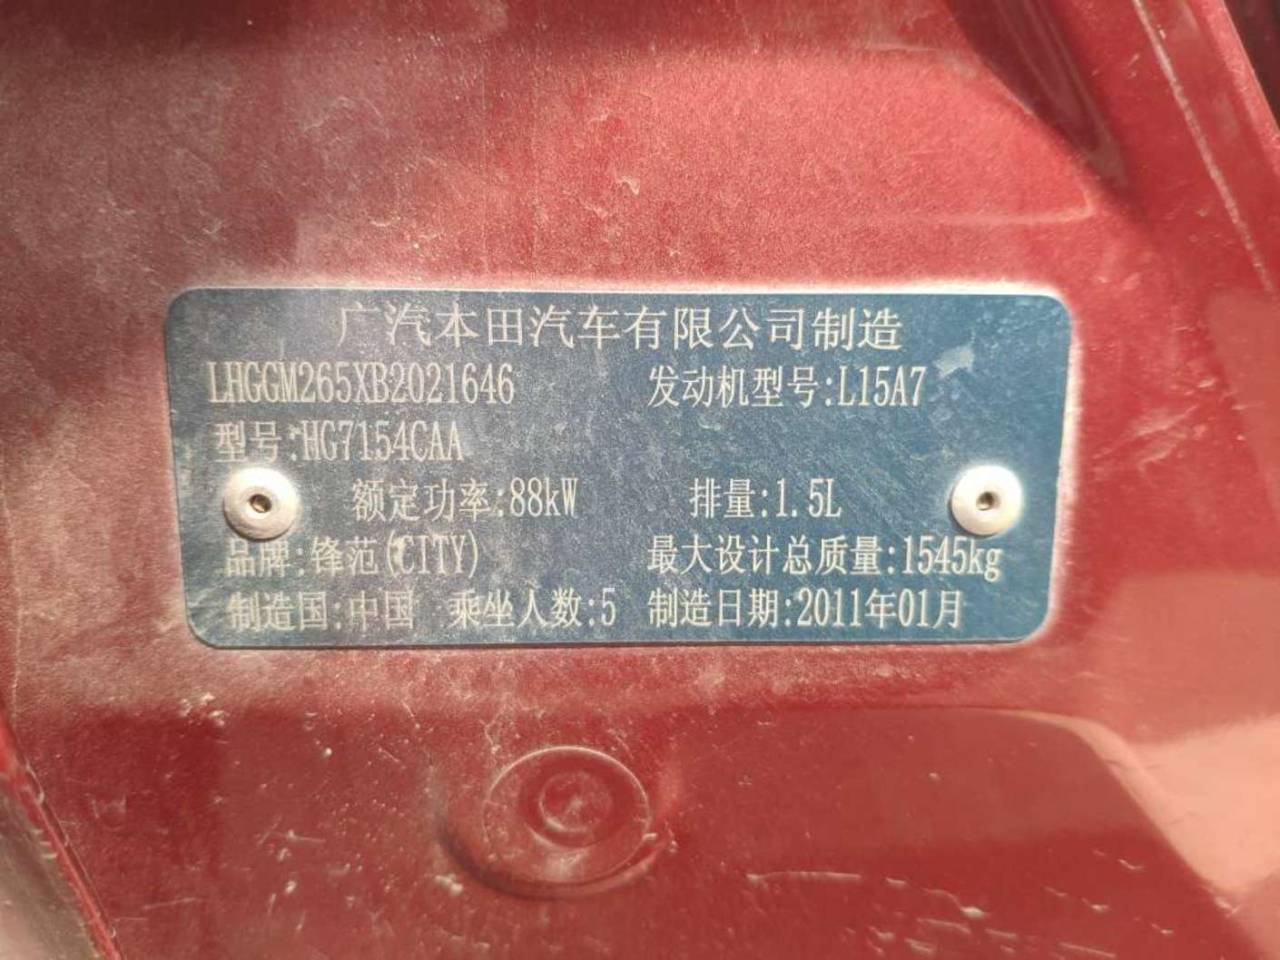 广汽本田汽车有限公司制造
LHGGM265XB2021646 发动机型号:L15A7
型号:HG7154CAA
额定功率:88kW 排量:1.5L
品牌:锋范(CITY) 最大设计总质量:1545kg
制造国:中国 乘坐人数:5 制造日期:2011年01月